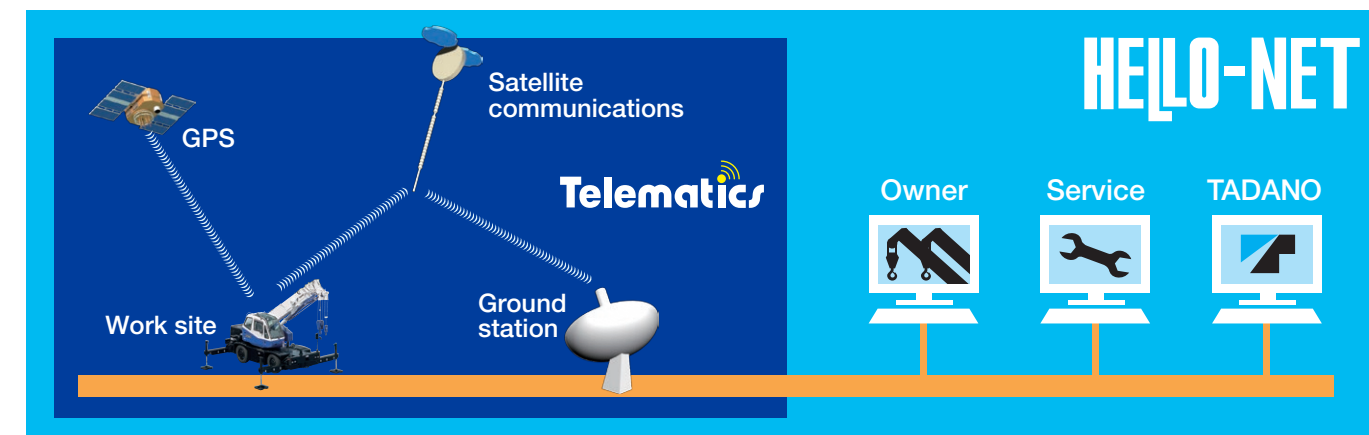 HELLO-NET
Satellite
communications
GPS
Telematics
Owner
Service
TADANO
Work site
Ground
station